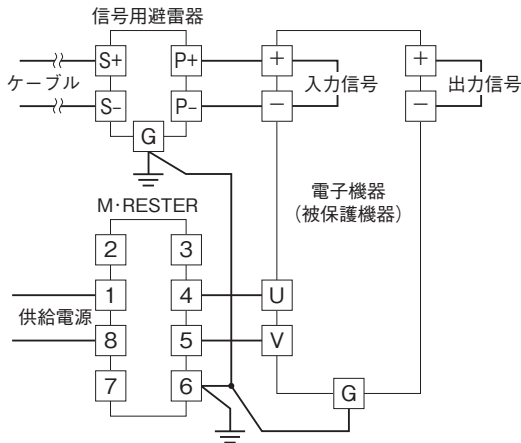 信号用避雷器
S+ P+ + +
ケーブル 入力信号 出力信号
S− P− − −
G
電子機器
(被保護機器)
M·RESTER
2 3
1 4 U
供給電源
8 5 V
7 6 G